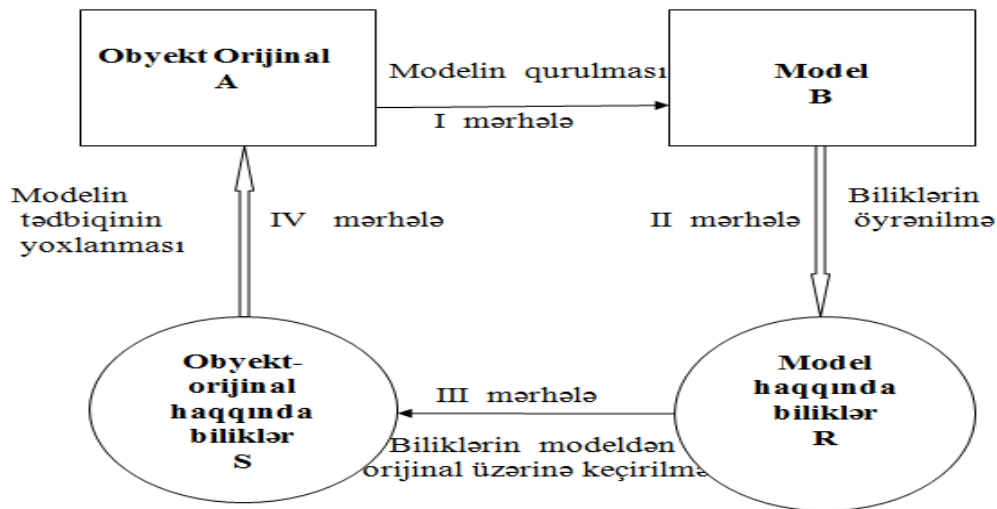 Obyekt Orijinal
A
Modelin qurulması
I mərhələ
Model
B
Modelin
tədbiqinin
yoxlanması
IV mərhələ
II mərhələ
Biliklərin
öyrənilmə
Obyekt-
orijinal
haqqında
biliklər
S
III mərhələ
Biliklərin modeldən
orijinal üzərinə keçirilmə
Model
haqqında
biliklər
R